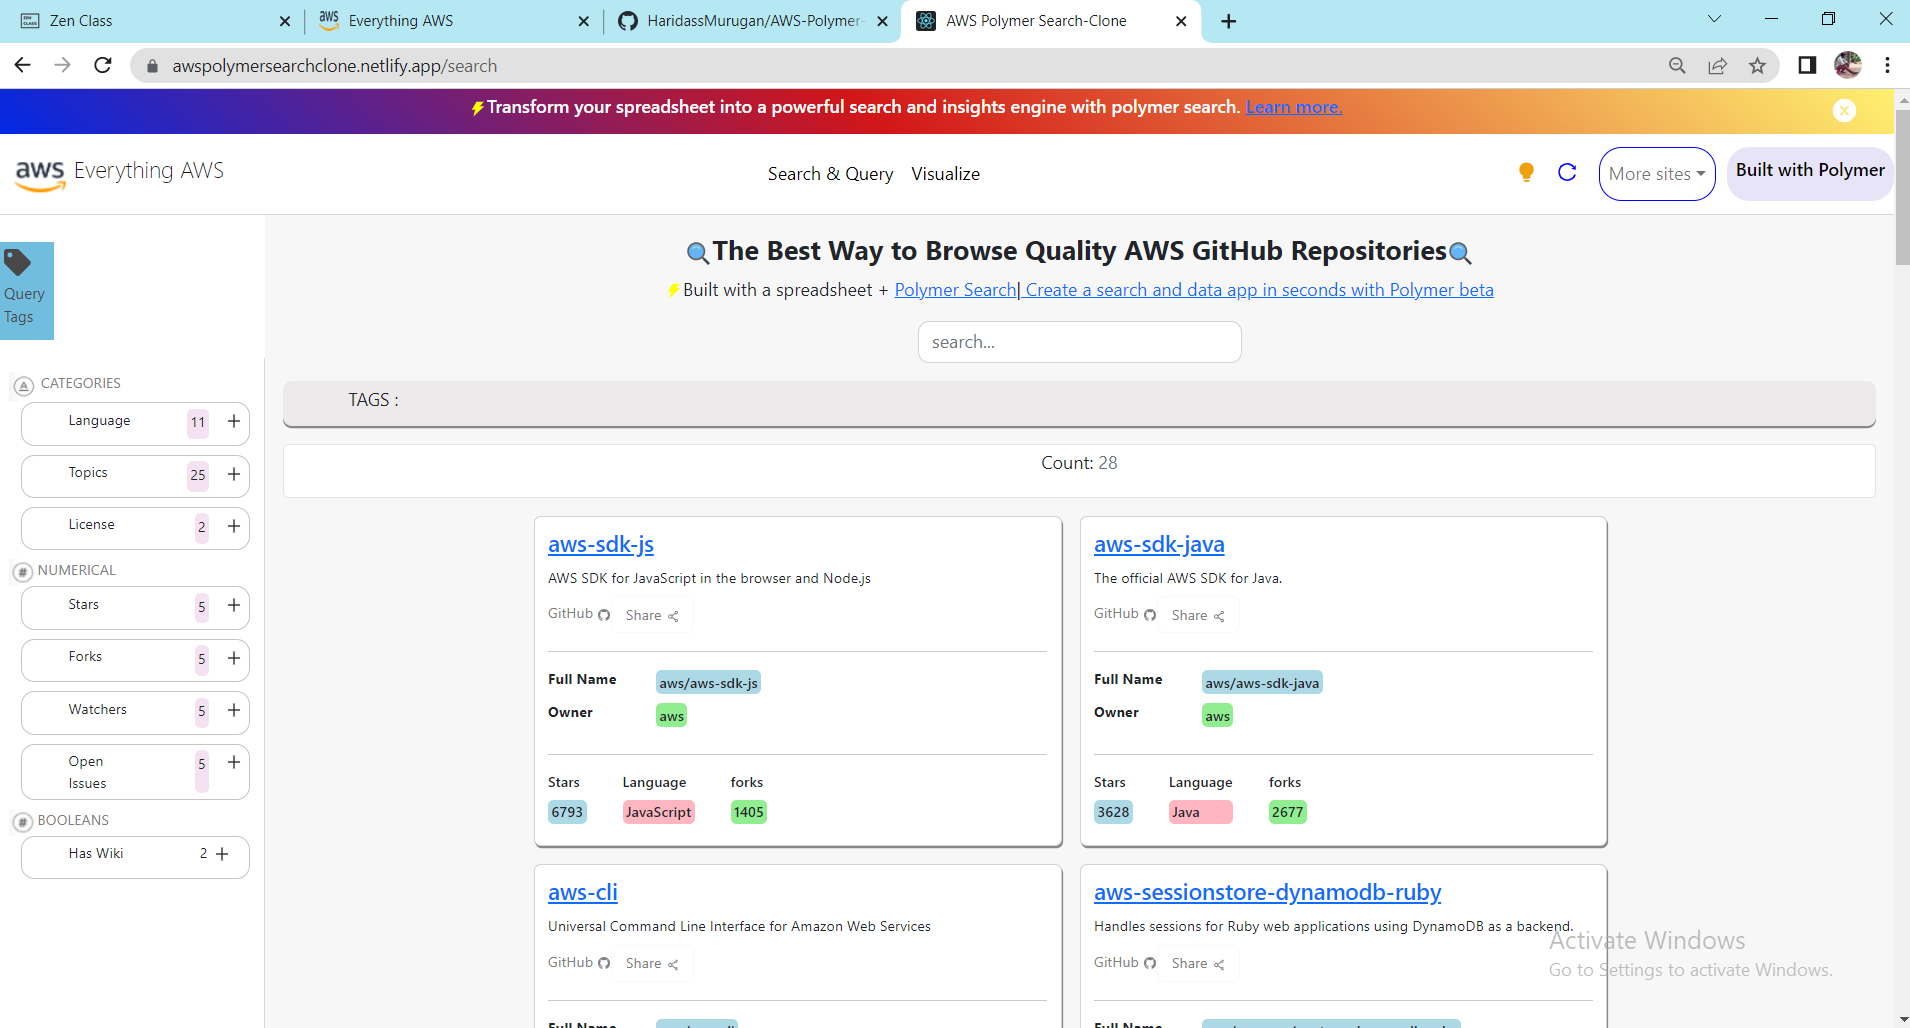 Zen Class
Everything AWS
HaridassMurugan/AWS-Polymer-
AWS Polymer Search-Clone
awspolymersearchclone.netlify.app/search
Transform your spreadsheet into a powerful search and insights engine with polymer search. Learn more.
aws Everything AWS
Search & Query Visualize
More sites
Built with Polymer
Query
Tags
The Best Way to Browse Quality AWS GitHub Repositories
Built with a spreadsheet + Polymer Search| Create a search and data app in seconds with Polymer beta
search...
TAGS :
Count: 28
CATEGORIES
Language 11 +
Topics 25 +
License 2 +
NUMERICAL
Stars 5 +
Forks 5 +
Watchers 5 +
Open
Issues 5 +
BOOLEANS
Has Wiki 2 +
aws-sdk-js
AWS SDK for JavaScript in the browser and Node.js
GitHub Share
Full Name aws/aws-sdk-js
Owner aws
Stars Language forks
6793 JavaScript 1405
aws-sdk-java
The official AWS SDK for Java.
GitHub Share
Full Name aws/aws-sdk-java
Owner aws
Stars Language forks
3628 Java 2677
aws-cli
Universal Command Line Interface for Amazon Web Services
GitHub Share
Full Name
aws-sessionstore-dynamodb-ruby
Handles sessions for Ruby web applications using DynamoDB as a backend.
GitHub Share
Full Name
Activate Windows
Go to Settings to activate Windows.